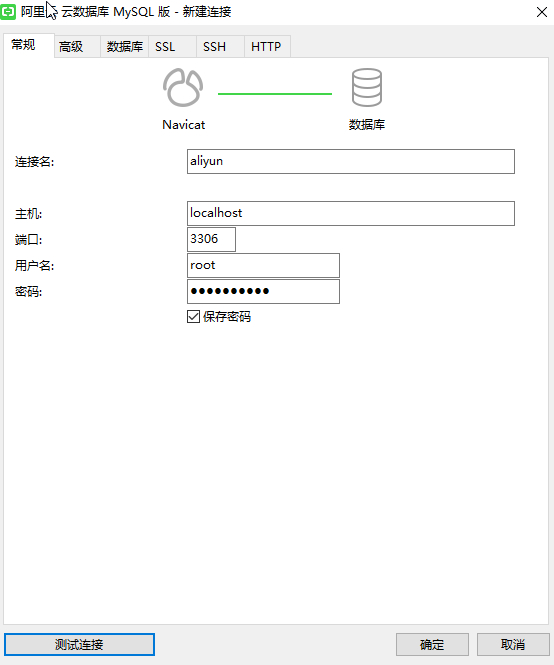 阿里 云数据库 MySQL 版 - 新建连接
常规 高级 数据库 SSL SSH HTTP
Navicat 数据库
连接名: aliyun
主机: localhost
端口: 3306
用户名: root
密码: ●●●●●●●●●●
保存密码
测试连接 确定 取消